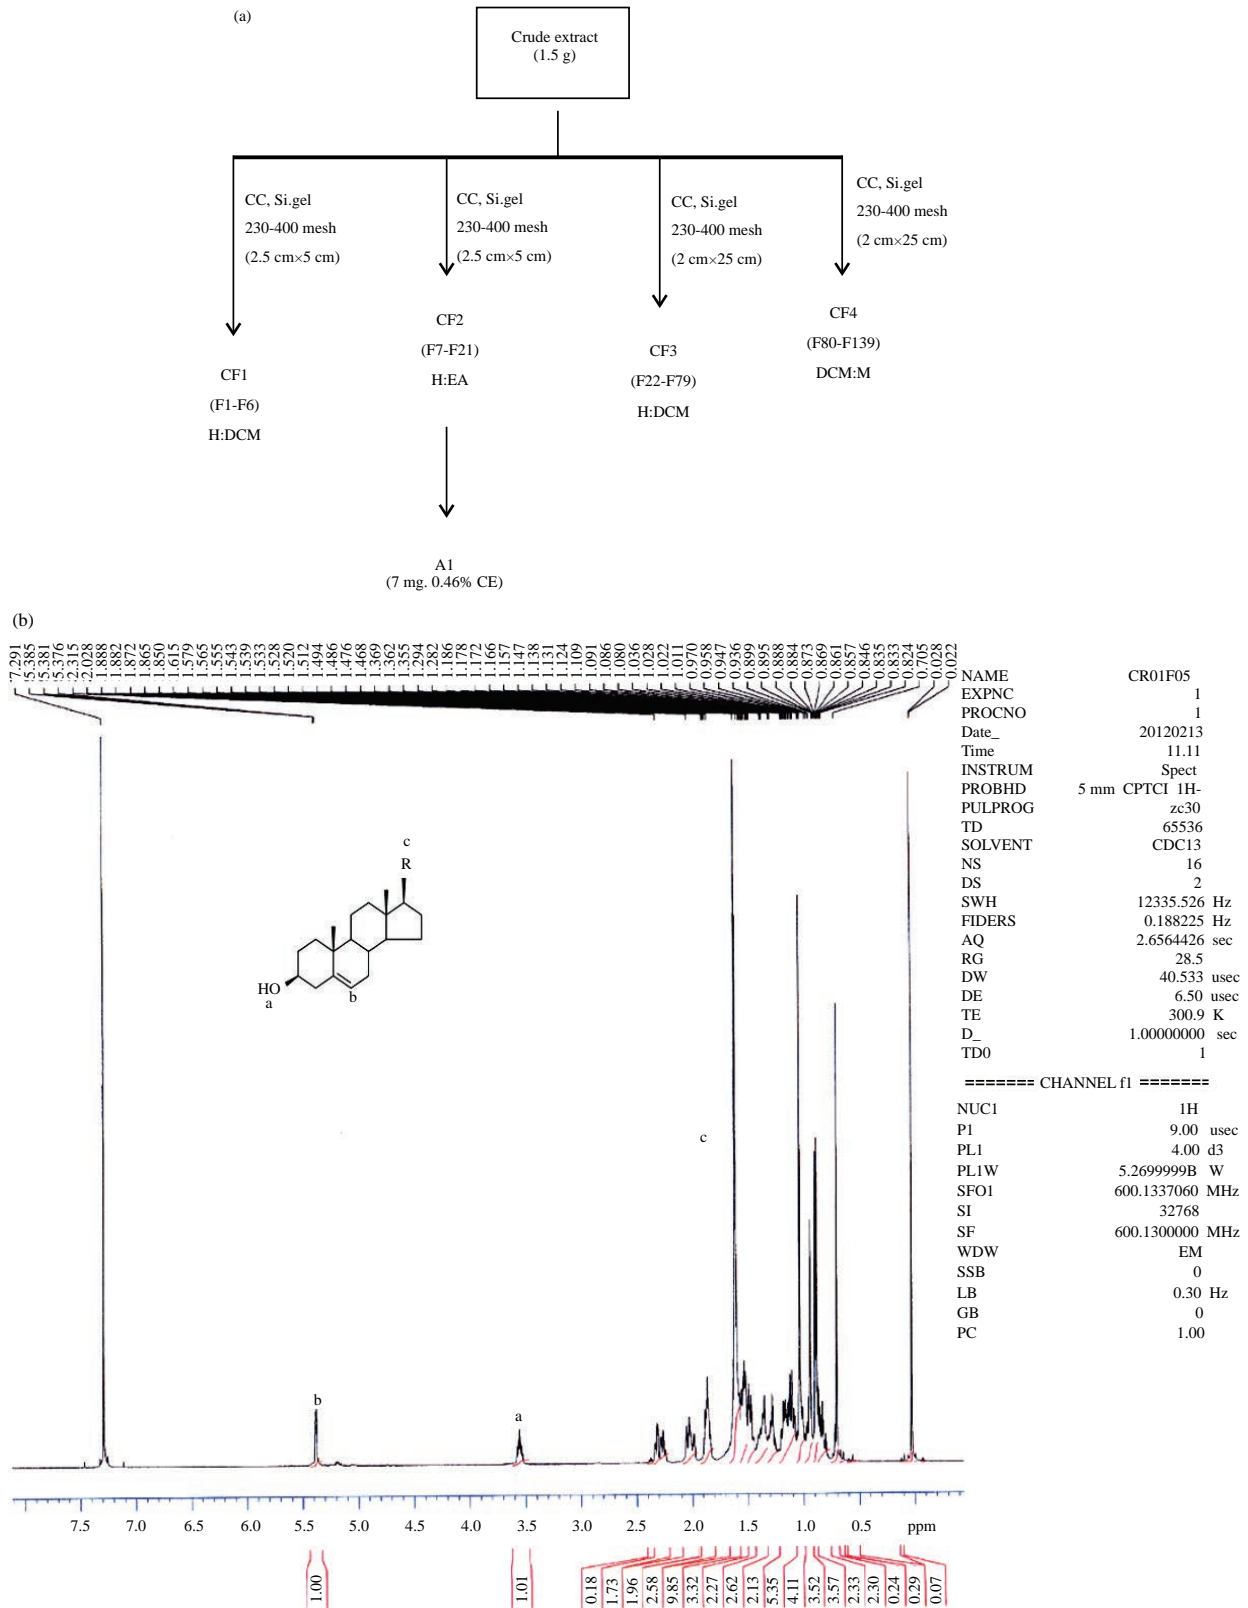 (a)
Crude extract
(1.5 g)
CC, Si.gel
230-400 mesh
(2.5 cm×5 cm)
CC, Si.gel
230-400 mesh
(2.5 cm×5 cm)
CC, Si.gel
230-400 mesh
(2 cm×25 cm)
CC, Si.gel
230-400 mesh
(2 cm×25 cm)
CF1
(F1-F6)
H:DCM
CF2
(F7-F21)
H:EA
CF3
(F22-F79)
H:DCM
CF4
(F80-F139)
DCM:M
A1
(7 mg. 0.46% CE)
(b)
7.291
5.385
5.381
5.376
2.315
2.028
1.888
1.882
1.872
1.865
1.850
1.615
1.579
1.565
1.555
1.543
1.539
1.533
1.528
1.520
1.512
1.494
1.486
1.476
1.468
1.369
1.362
1.355
1.294
1.282
1.186
1.178
1.172
1.166
1.157
1.147
1.138
1.131
1.124
1.109
1.091
1.086
1.080
1.036
1.028
1.022
1.011
0.970
0.958
0.947
0.936
0.899
0.895
0.888
0.884
0.873
0.869
0.861
0.857
0.846
0.835
0.833
0.824
0.705
0.028
0.022
NAME CR01F05
EXPNC 1
PROCNO 1
Date_ 20120213
Time 11.11
INSTRUM Spect
PROBHD 5 mm CPTCI 1H-
PULPROG zc30
TD 65536
SOLVENT CDC13
NS 16
DS 2
SWH 12335.526 Hz
FIDERS 0.188225 Hz
AQ 2.6564426 sec
RG 28.5
DW 40.533 usec
DE 6.50 usec
TE 300.9 K
D_ 1.00000000 sec
TD0 1
======= CHANNEL f1 =======
NUC1 1H
P1 9.00 usec
PL1 4.00 d3
PL1W 5.2699999B W
SFO1 600.1337060 MHz
SI 32768
SF 600.1300000 MHz
WDW EM
SSB 0
LB 0.30 Hz
GB 0
PC 1.00
c
R
HO
a
b
c
b
a
7.5 7.0 6.5 6.0 5.5 5.0 4.5 4.0 3.5 3.0 2.5 2.0 1.5 1.0 0.5 ppm
1.00
1.01
0.18
1.73
1.96
2.58
9.85
3.32
2.27
2.62
2.13
5.35
4.11
3.52
3.57
2.33
2.30
0.24
0.29
0.07